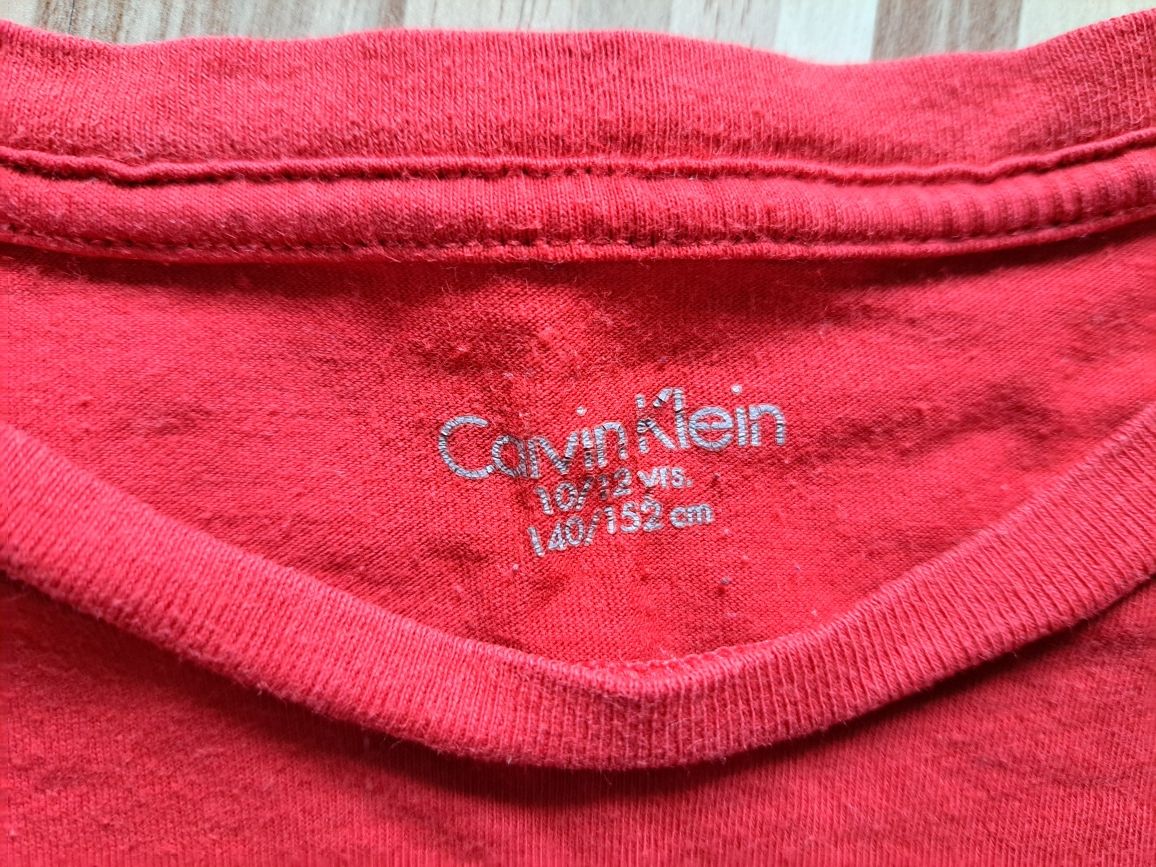 Calvin Klein
10/12 yrs.
140/152 cm